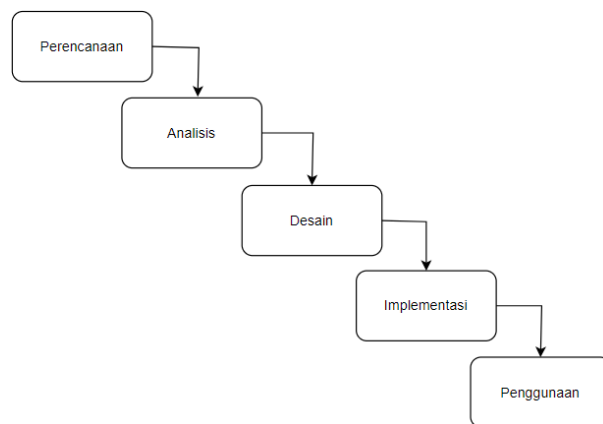 Perencanaan
Analisis
Desain
Implementasi
Penggunaan